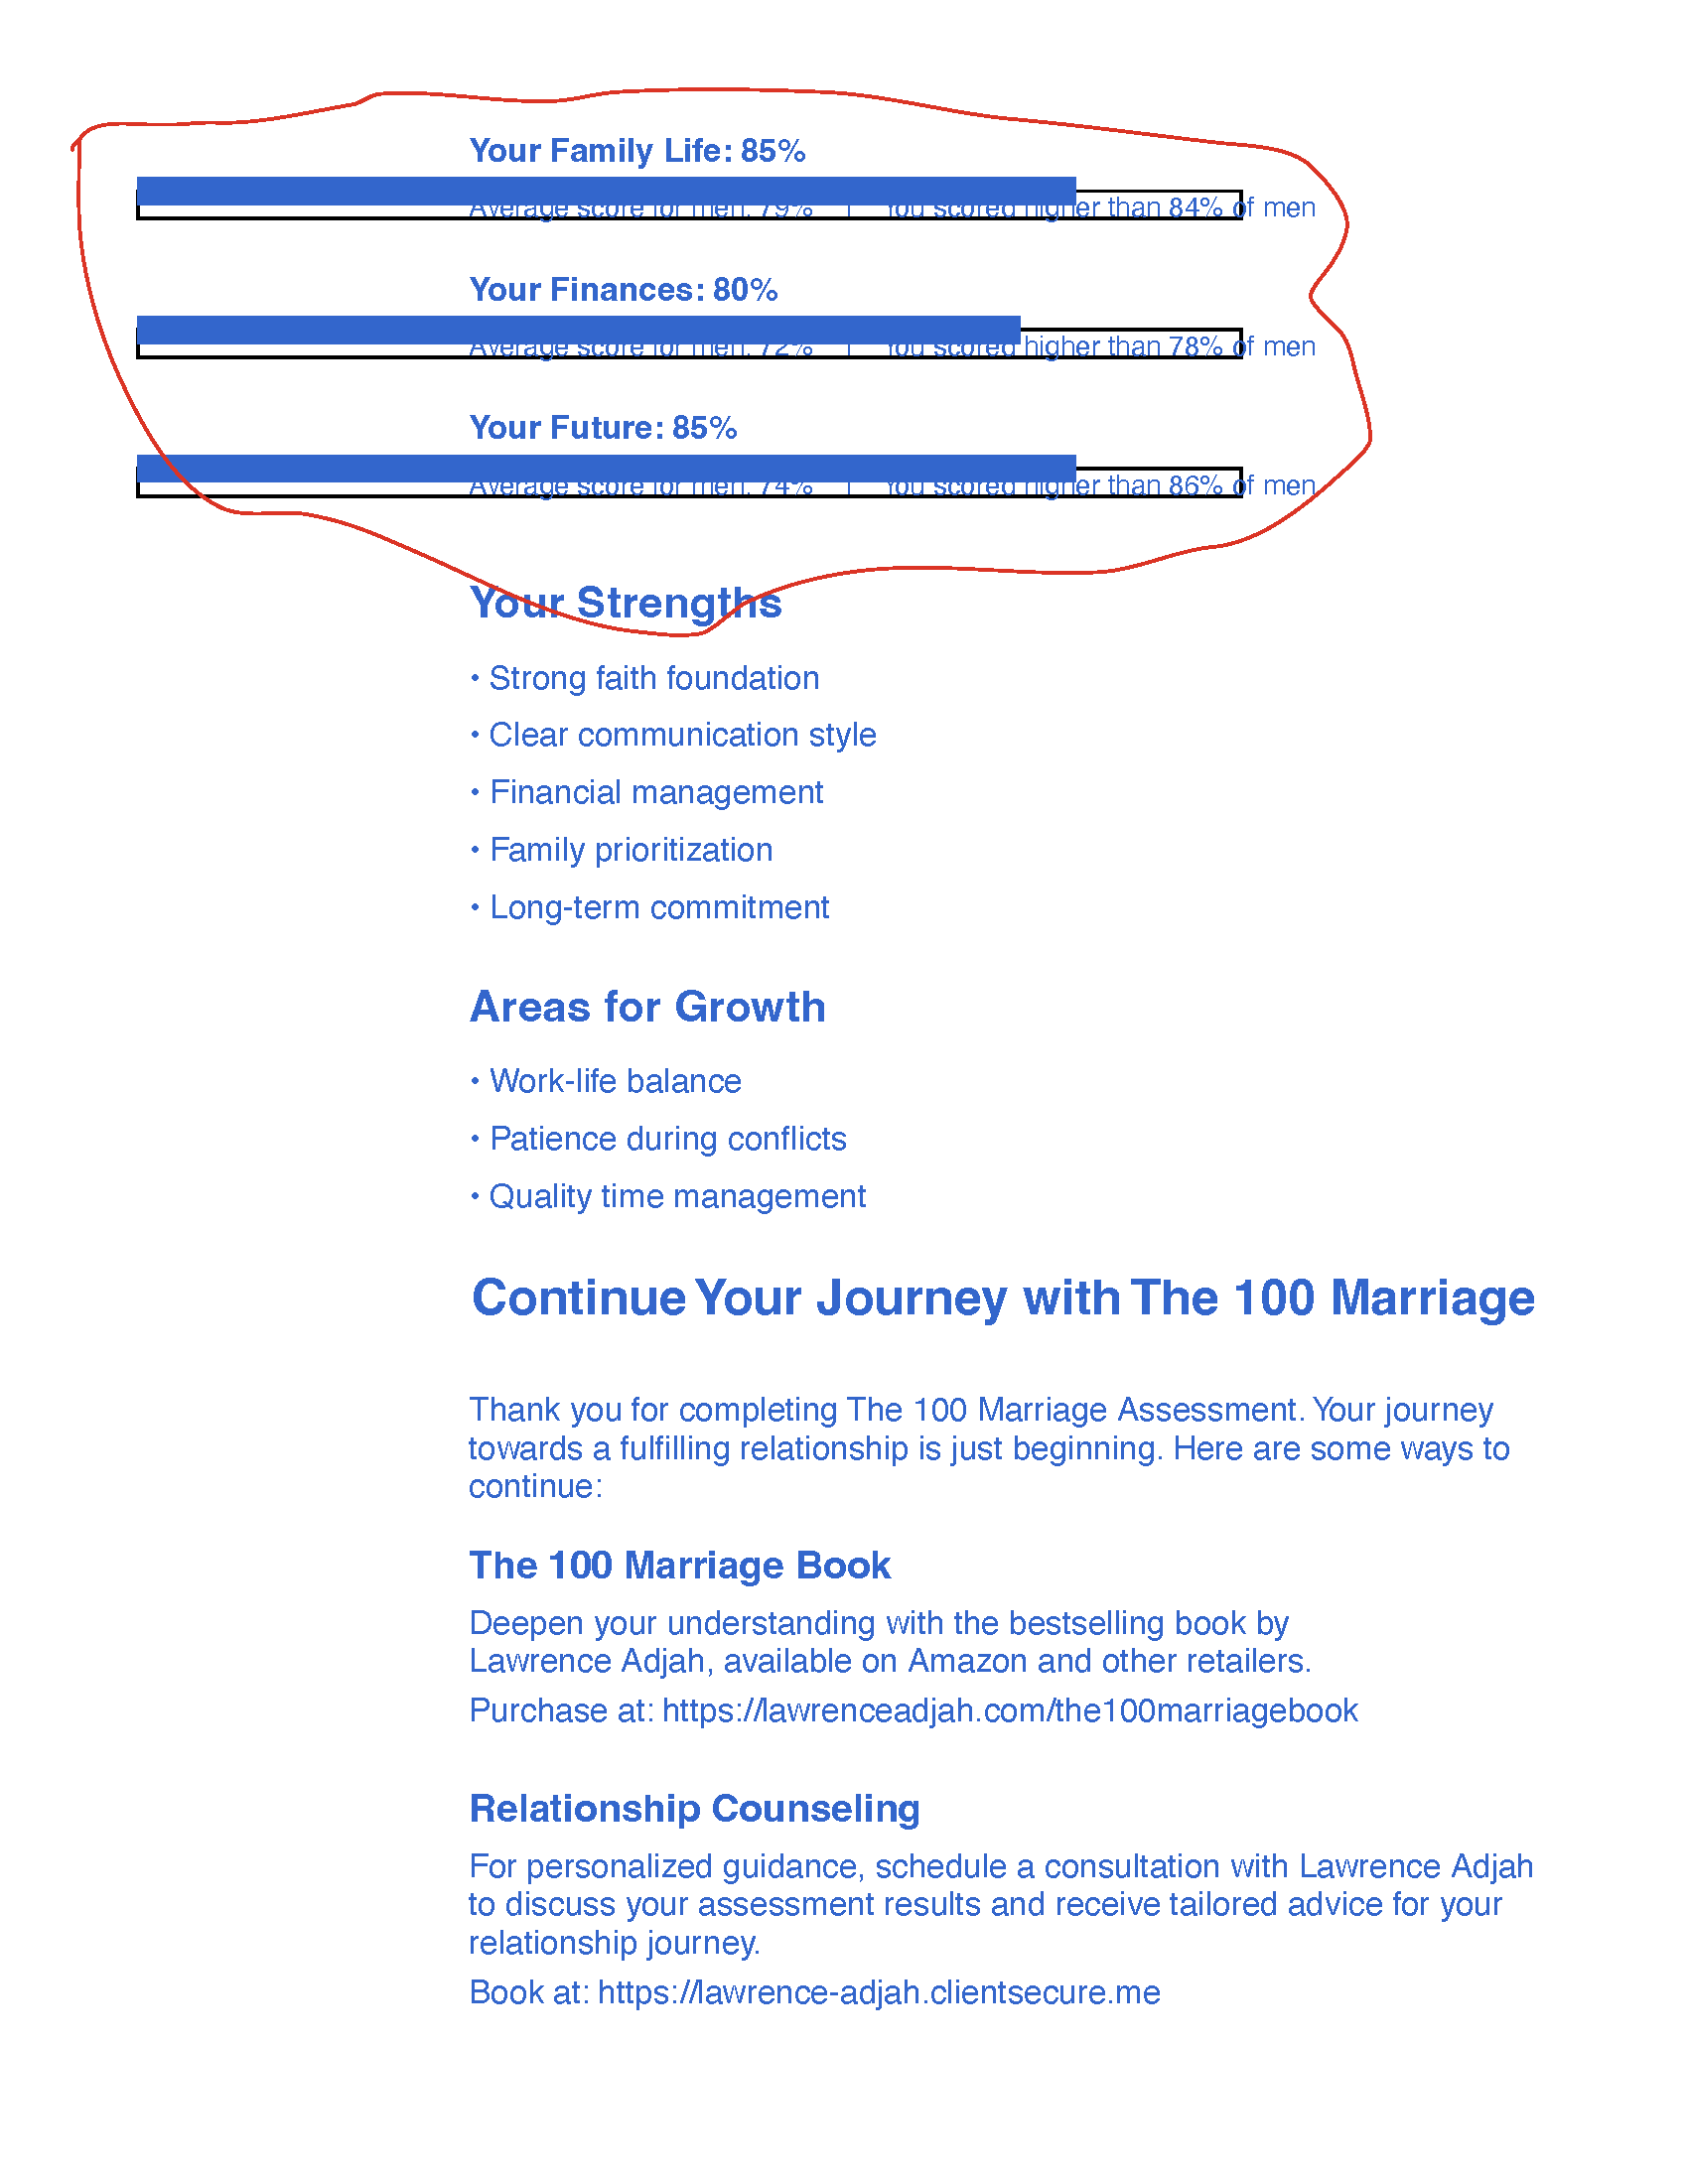 Your Family Life: 85%
Average score for men: 79% | You scored higher than 84% of men
Your Finances: 80%
Average score for men: 72% | You scored higher than 78% of men
Your Future: 85%
Average score for men: 74% | You scored higher than 86% of men
Your Strengths
• Strong faith foundation
• Clear communication style
• Financial management
• Family prioritization
• Long-term commitment
Areas for Growth
• Work-life balance
• Patience during conflicts
• Quality time management
Continue Your Journey with The 100 Marriage
Thank you for completing The 100 Marriage Assessment. Your journey
towards a fulfilling relationship is just beginning. Here are some ways to
continue:
The 100 Marriage Book
Deepen your understanding with the bestselling book by
Lawrence Adjah, available on Amazon and other retailers.
Purchase at: https://lawrenceadjah.com/the100marriagebook
Relationship Counseling
For personalized guidance, schedule a consultation with Lawrence Adjah
to discuss your assessment results and receive tailored advice for your
relationship journey.
Book at: https://lawrence-adjah.clientsecure.me